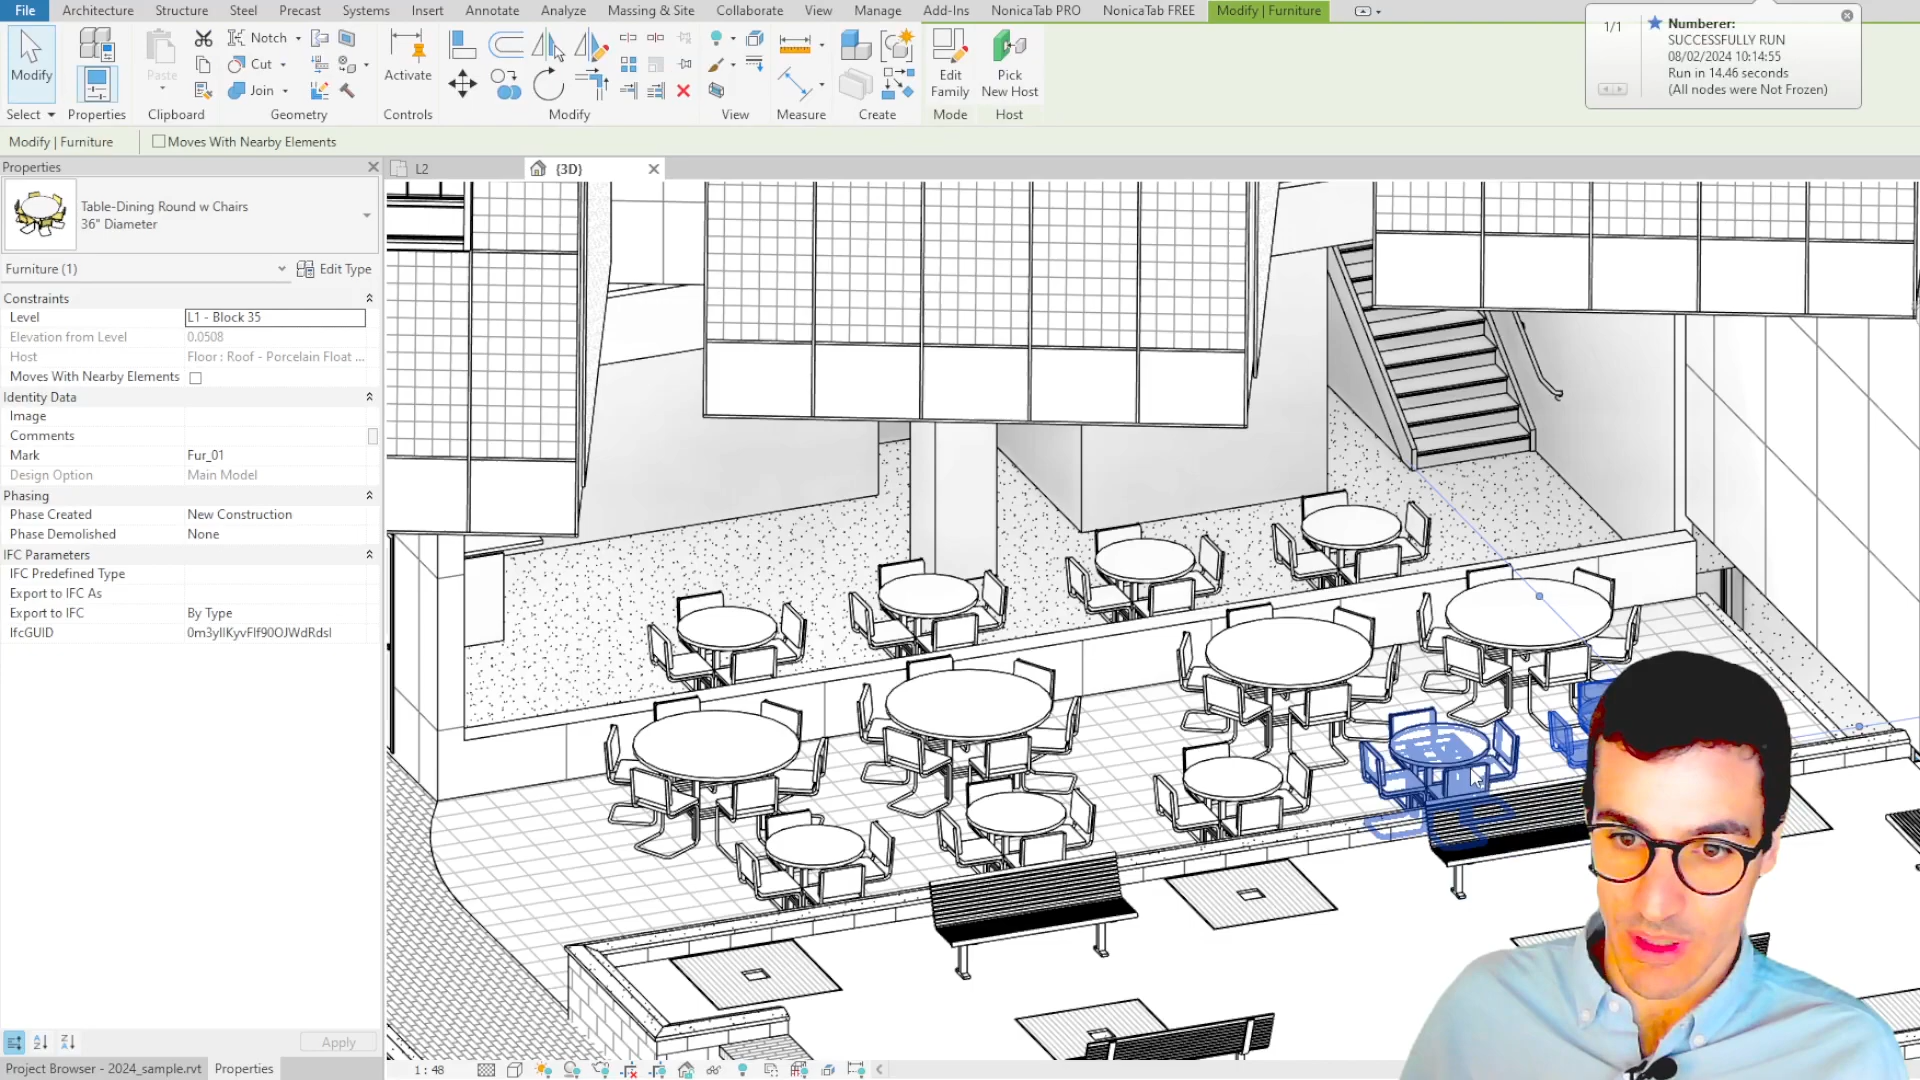 File Architecture Structure Steel Precast Systems Insert Annotate Analyze Massing & Site Collaborate View Manage Add-Ins NonicaTab PRO NonicaTab FREE Modify | Furniture
Modify
Paste
Notch
Cut
Join
Activate
Edit
Family
Pick
New Host
Select Properties Clipboard Geometry Controls Modify View Measure Create Mode Host
1/1
Numberer:
SUCCESSFULLY RUN
08/02/2024 10:14:55
Run in 14.46 seconds
(All nodes were Not Frozen)
Modify | Furniture Moves With Nearby Elements
Properties
L2 {3D}
Table-Dining Round w Chairs
36" Diameter
Furniture (1) Edit Type
Constraints
Level L1 - Block 35
Elevation from Level 0.0508
Host Floor : Roof - Porcelain Float ...
Moves With Nearby Elements
Identity Data
Image
Comments
Mark Fur_01
Design Option Main Model
Phasing
Phase Created New Construction
Phase Demolished None
IFC Parameters
IFC Predefined Type
Export to IFC As
Export to IFC By Type
IfcGUID
Apply
Project Browser - 2024_sample.rvt Properties
1 : 48